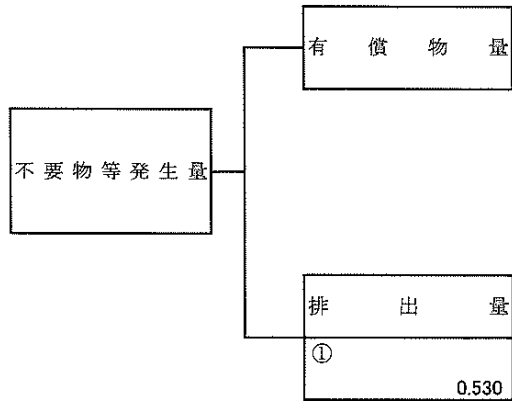 有償物量
不要物等発生量
排出量
①
0.530